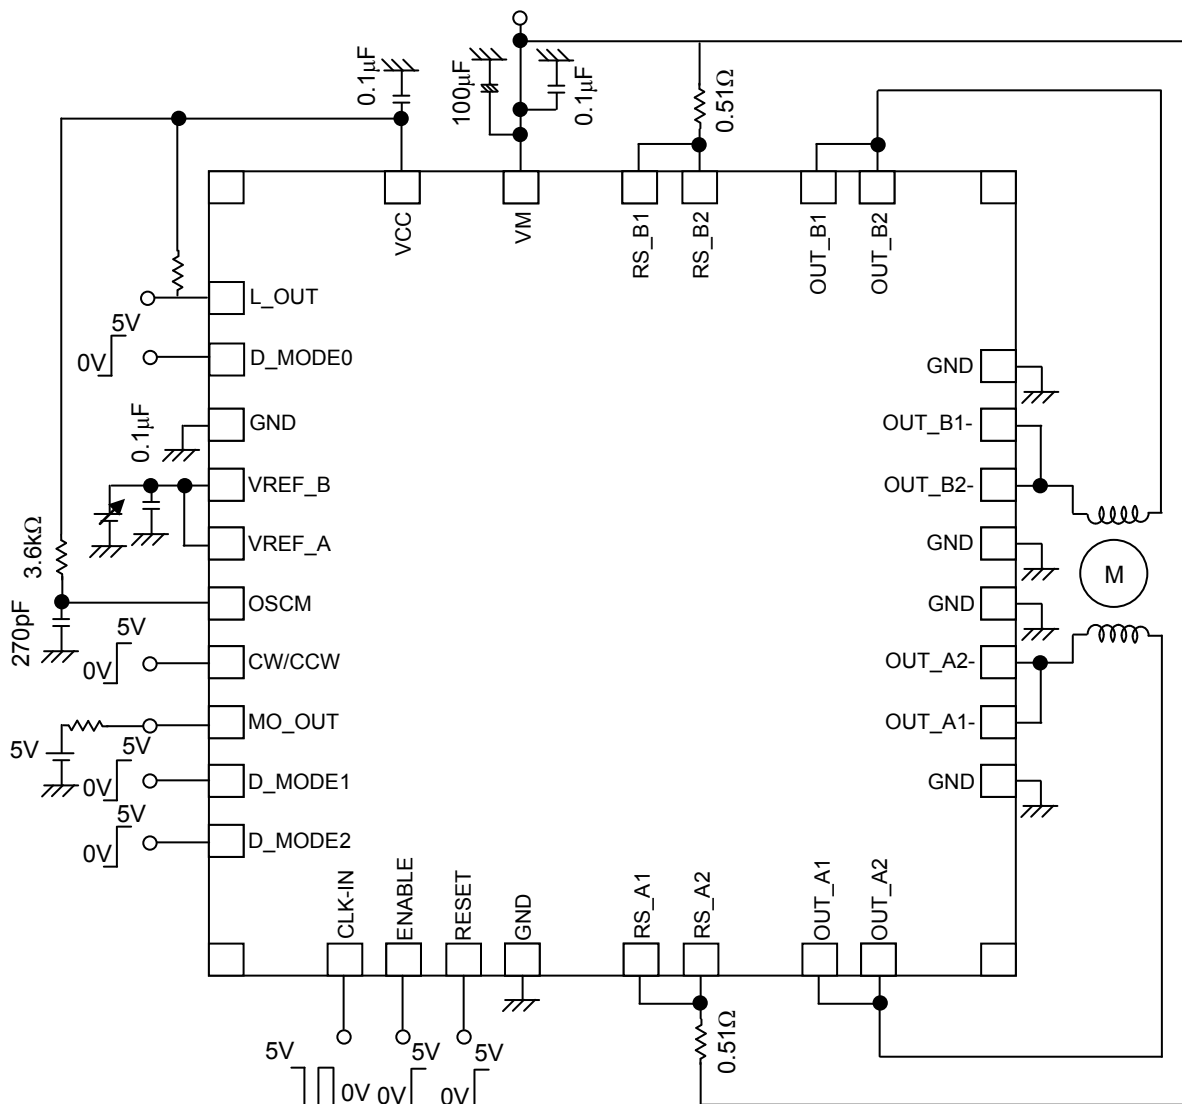 0.1µF
100µF
0.1µF
0.51Ω
VCC
VM
RS_B1
RS_B2
OUT_B1
OUT_B2
L_OUT
5V
0V
D_MODE0
GND
0.1µF
VREF_B
VREF_A
3.6kΩ
OSCM
270pF
5V
0V
CW/CCW
MO_OUT
5V
5V
0V
D_MODE1
5V
0V
D_MODE2
GND
OUT_B1-
OUT_B2-
GND
M
GND
OUT_A2-
OUT_A1-
GND
CLK-IN
ENABLE
RESET
GND
RS_A1
RS_A2
OUT_A1
OUT_A2
0.51Ω
5V
0V
5V
0V
5V
0V